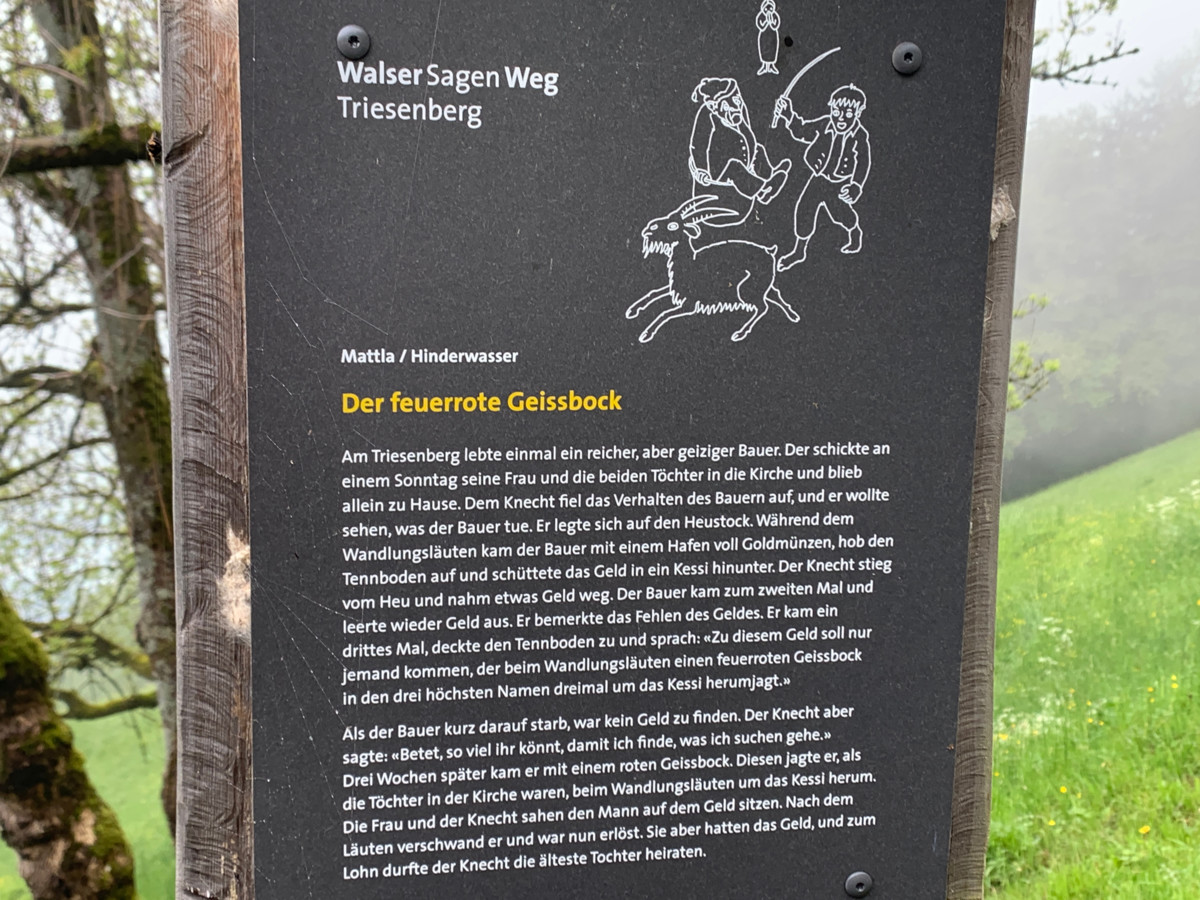 Walser Sagen Weg
Triesenberg
Mattla / Hinderwasser
Der feuerrote Geissbock
Am Triesenberg lebte einmal ein reicher, aber geiziger Bauer. Der schickte an
einem Sonntag seine Frau und die beiden Töchter in die Kirche und blieb
allein zu Hause. Dem Knecht fiel das Verhalten des Bauern auf, und er wollte
sehen, was der Bauer tue. Er legte sich auf den Heustock. Während dem
Wandlungsläuten kam der Bauer mit einem Hafen voll Goldmünzen, hob den
Tennboden auf und schüttete das Geld in ein Kessi hinunter. Der Knecht stieg
vom Heu und nahm etwas Geld weg. Der Bauer kam zum zweiten Mal und
leerte wieder Geld aus. Er bemerkte das Fehlen des Geldes. Er kam ein
drittes Mal, deckte den Tennboden zu und sprach: «Zu diesem Geld soll nur
jemand kommen, der beim Wandlungsläuten einen feuerroten Geissbock
in den drei höchsten Namen dreimal um das Kessi herumjagt.»
Als der Bauer kurz darauf starb, war kein Geld zu finden. Der Knecht aber
sagte: «Betet, so viel ihr könnt, damit ich finde, was ich suchen gehe.»
Drei Wochen später kam er mit einem roten Geissbock. Diesen jagte er, als
die Töchter in der Kirche waren, beim Wandlungsläuten um das Kessi herum.
Die Frau und der Knecht sahen den Mann auf dem Geld sitzen. Nach dem
Läuten verschwand er und war nun erlöst. Sie aber hatten das Geld, und zum
Lohn durfte der Knecht die älteste Tochter heiraten.